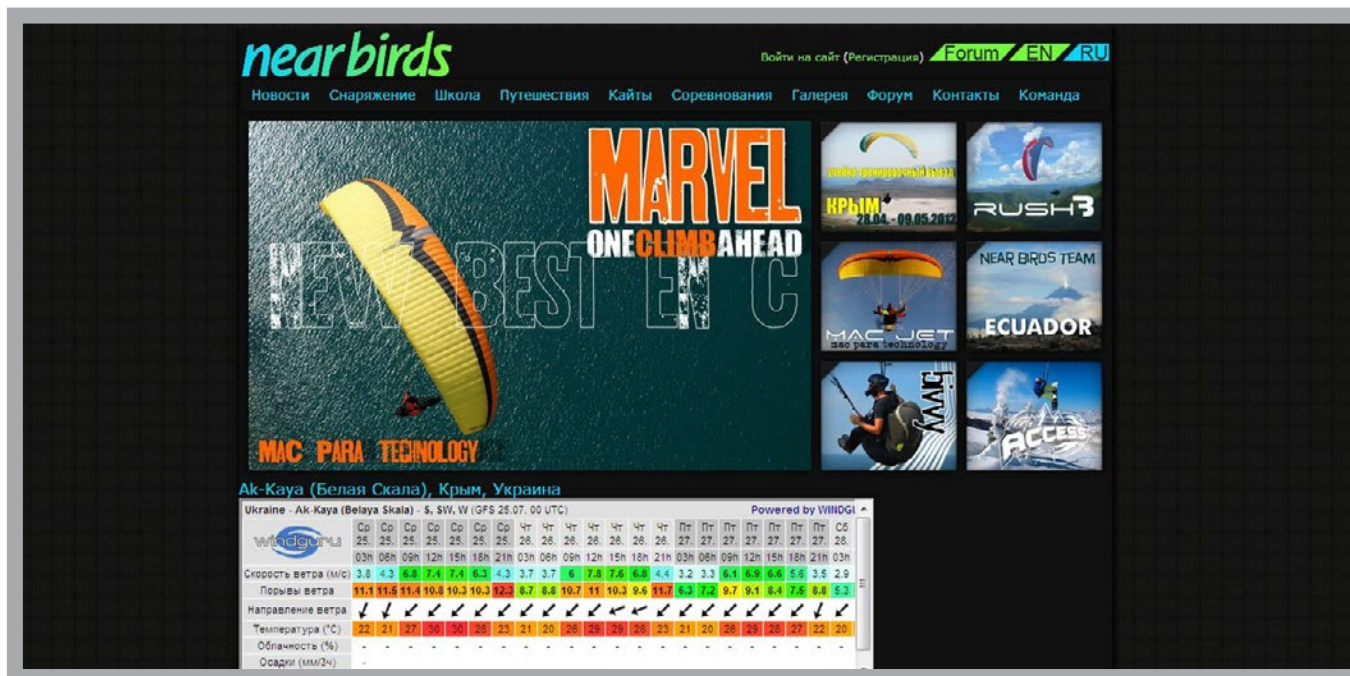 nearbirds
Войти на сайт (Регистрация) Forum EN RU
Новости Снаряжение Школа Путешествия Кайты Соревнования Галерея Форум Контакты Команда
MARVEL
ONECLIMBAHEAD
NEW BEST EN C
MAC PARA TECHNOLOGY
учебно-тренировочный выезд
КРЫМ
28.04. - 09.05.2012
RUSH3
MAC JET
mac para technology
NEAR BIRDS TEAM
ECUADOR
bivvy
ACCESS
Ak-Kaya (Белая Скала), Крым, Украина
Ukraine - Ak-Kaya (Belaya Skala) - S, SW, W (GFS 25.07. 00 UTC) Powered by WINDGU
windguru
Ср Ср Ср Ср Ср Ср Ср Чт Чт Чт Чт Чт Чт Чт Пт Пт Пт Пт Пт Пт Пт Сб
25. 25. 25. 25. 25. 25. 25. 26. 26. 26. 26. 26. 26. 26. 27. 27. 27. 27. 27. 27. 27. 28.
03h 06h 09h 12h 15h 18h 21h 03h 06h 09h 12h 15h 18h 21h 03h 06h 09h 12h 15h 18h 21h 03h
Скорость ветра (м/с) 3.8 4.3 6.8 7.4 7.4 6.3 4.3 3.7 3.7 6 7.8 7.6 6.8 4.4 3.2 3.3 6.1 6.9 6.6 5.6 3.5 2.9
Порывы ветра 11.1 11.5 11.4 10.8 10.3 10.3 12.3 8.7 8.8 10.7 11 10.3 9.6 11.7 6.3 7.2 9.7 9.1 8.4 7.5 8.8 5.3
Направление ветра
Температура (°C) 22 21 27 30 30 28 23 21 20 26 29 29 28 23 21 20 26 29 28 27 22 20
Облачность (%) - - - - - - - - - - - - - - - - - - - - - -
Осадки (мм/3ч) -